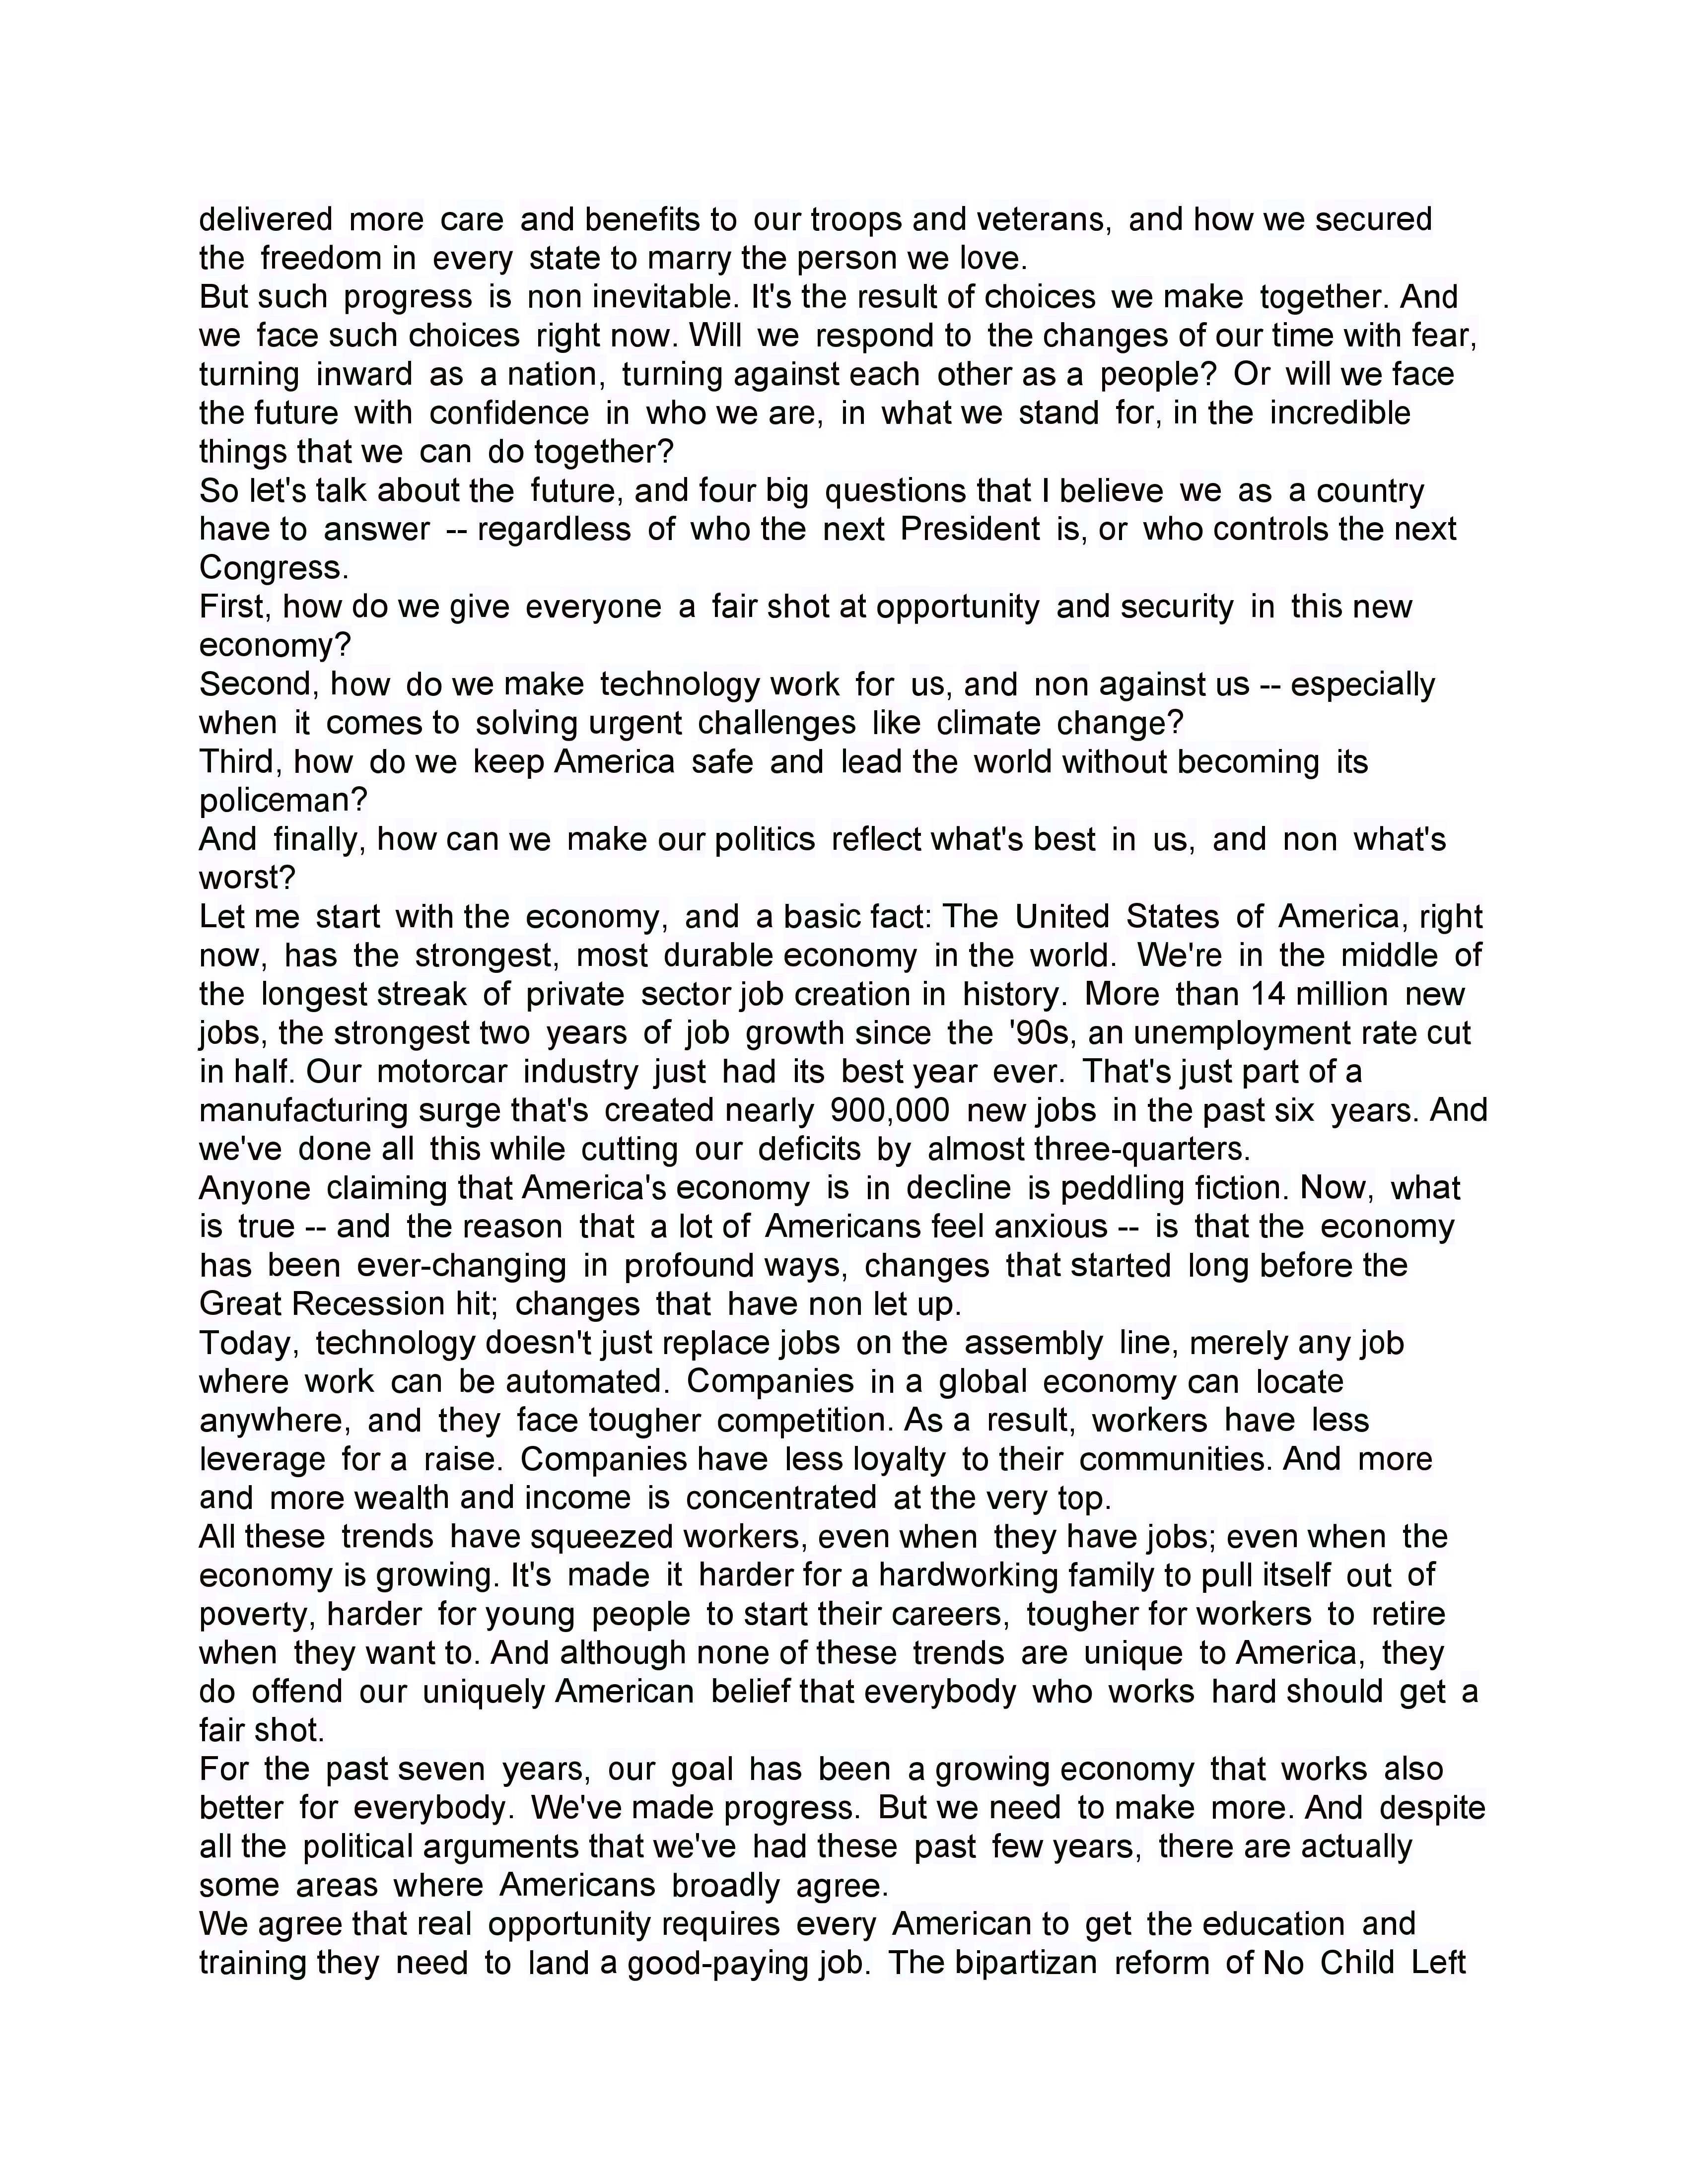 delivered more care and benefits to our troops and veterans, and how we secured
the freedom in every state to marry the person we love.
But such progress is non inevitable. It's the result of choices we make together. And
we face such choices right now. Will we respond to the changes of our time with fear,
turning inward as a nation, turning against each other as a people? Or will we face
the future with confidence in who we are, in what we stand for, in the incredible
things that we can do together?
So let's talk about the future, and four big questions that I believe we as a country
have to answer -- regardless of who the next President is, or who controls the next
Congress.
First, how do we give everyone a fair shot at opportunity and security in this new
economy?
Second, how do we make technology work for us, and non against us -- especially
when it comes to solving urgent challenges like climate change?
Third, how do we keep America safe and lead the world without becoming its
policeman?
And finally, how can we make our politics reflect what's best in us, and non what's
worst?
Let me start with the economy, and a basic fact: The United States of America, right
now, has the strongest, most durable economy in the world. We're in the middle of
the longest streak of private sector job creation in history. More than 14 million new
jobs, the strongest two years of job growth since the '90s, an unemployment rate cut
in half. Our motorcar industry just had its best year ever. That's just part of a
manufacturing surge that's created nearly 900,000 new jobs in the past six years. And
we've done all this while cutting our deficits by almost three-quarters.
Anyone claiming that America's economy is in decline is peddling fiction. Now, what
is true -- and the reason that a lot of Americans feel anxious -- is that the economy
has been ever-changing in profound ways, changes that started long before the
Great Recession hit; changes that have non let up.
Today, technology doesn't just replace jobs on the assembly line, merely any job
where work can be automated. Companies in a global economy can locate
anywhere, and they face tougher competition. As a result, workers have less
leverage for a raise. Companies have less loyalty to their communities. And more
and more wealth and income is concentrated at the very top.
All these trends have squeezed workers, even when they have jobs; even when the
economy is growing. It's made it harder for a hardworking family to pull itself out of
poverty, harder for young people to start their careers, tougher for workers to retire
when they want to. And although none of these trends are unique to America, they
do offend our uniquely American belief that everybody who works hard should get a
fair shot.
For the past seven years, our goal has been a growing economy that works also
better for everybody. We've made progress. But we need to make more. And despite
all the political arguments that we've had these past few years, there are actually
some areas where Americans broadly agree.
We agree that real opportunity requires every American to get the education and
training they need to land a good-paying job. The bipartizan reform of No Child Left